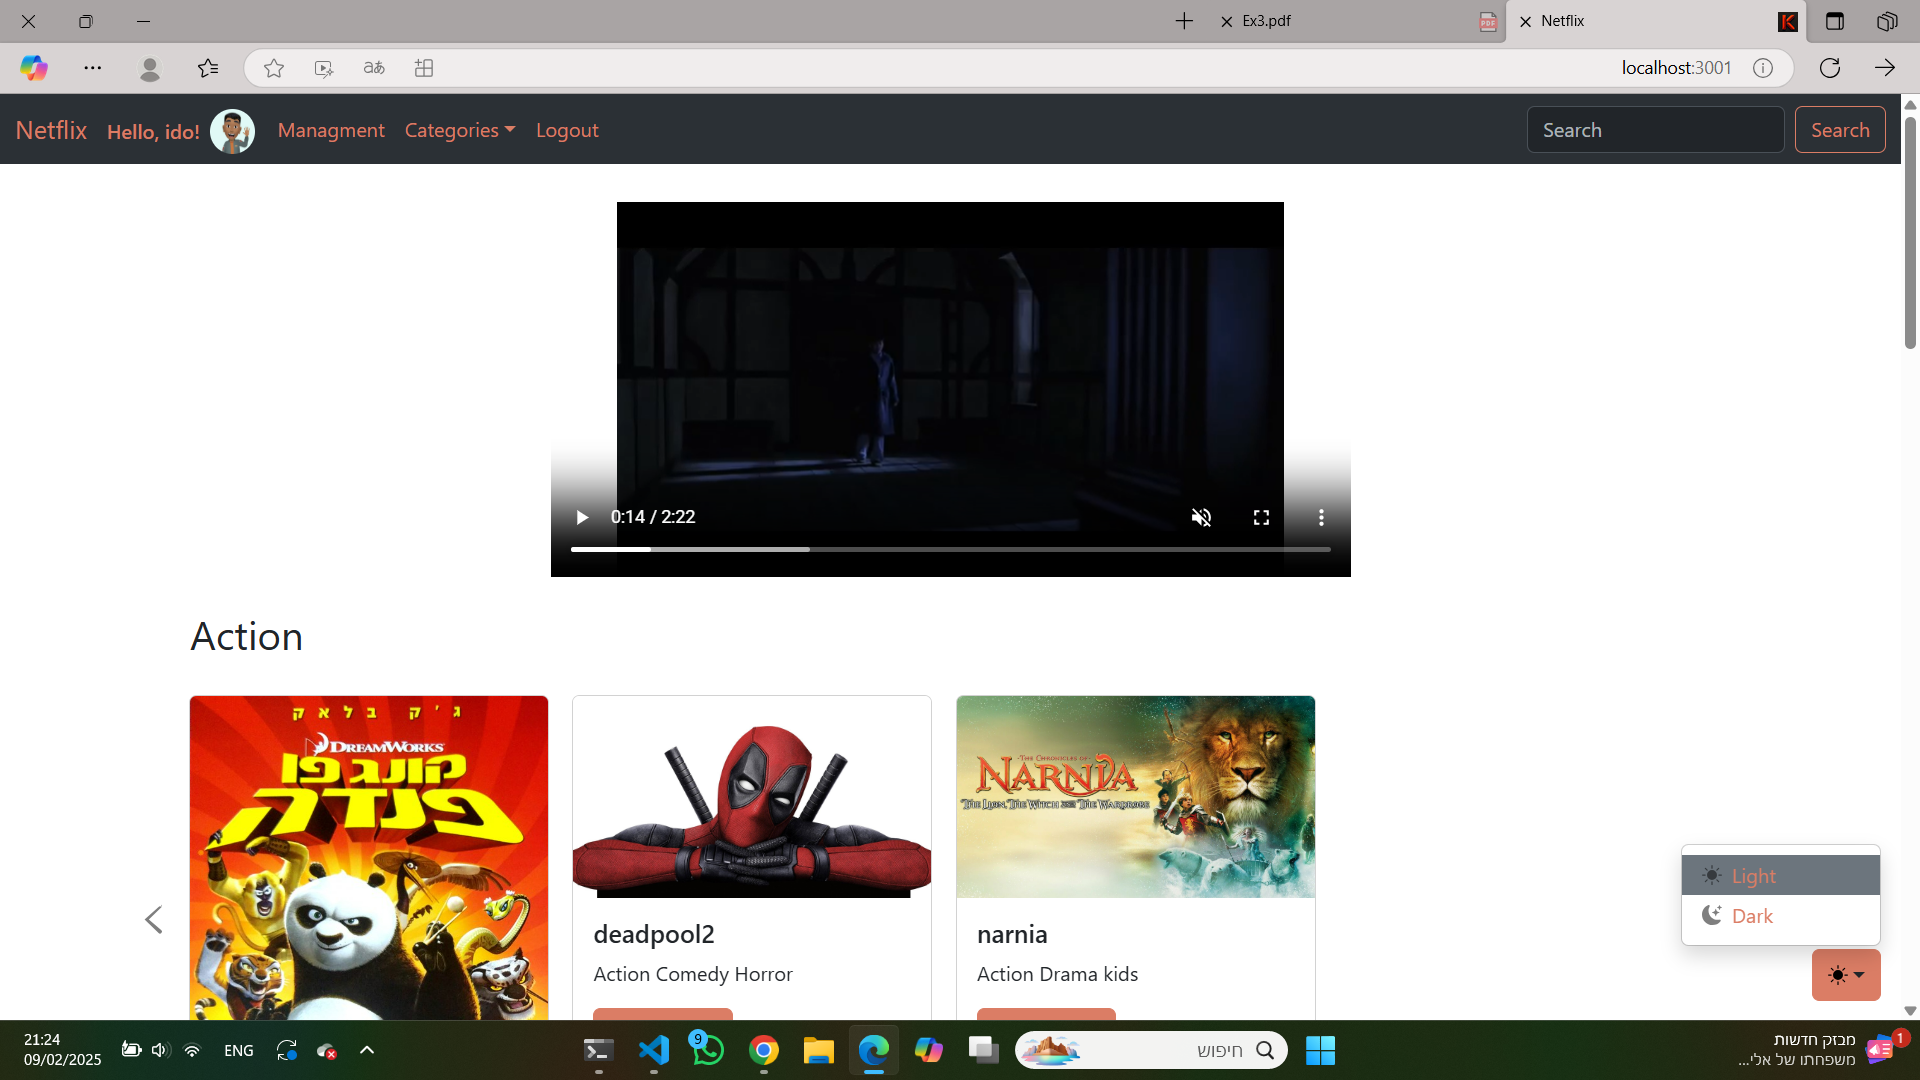 Ex3.pdf
PDF
Netflix
localhost:3001
Netflix
Hello, ido!
Managment
Categories
Logout
Search
Search
0:14 / 2:22
Action
ג'ק בלאק
DREAMWORKS
קונג פו
פנדה
THE CHRONICLES OF
NARNIA
THE LION, THE WITCH AND THE WARDROBE
deadpool2
Action Comedy Horror
narnia
Action Drama kids
Light
Dark
21:24
09/02/2025
ENG
9
חיפוש
מבזק חדשות
משפחתו של אלי...
1